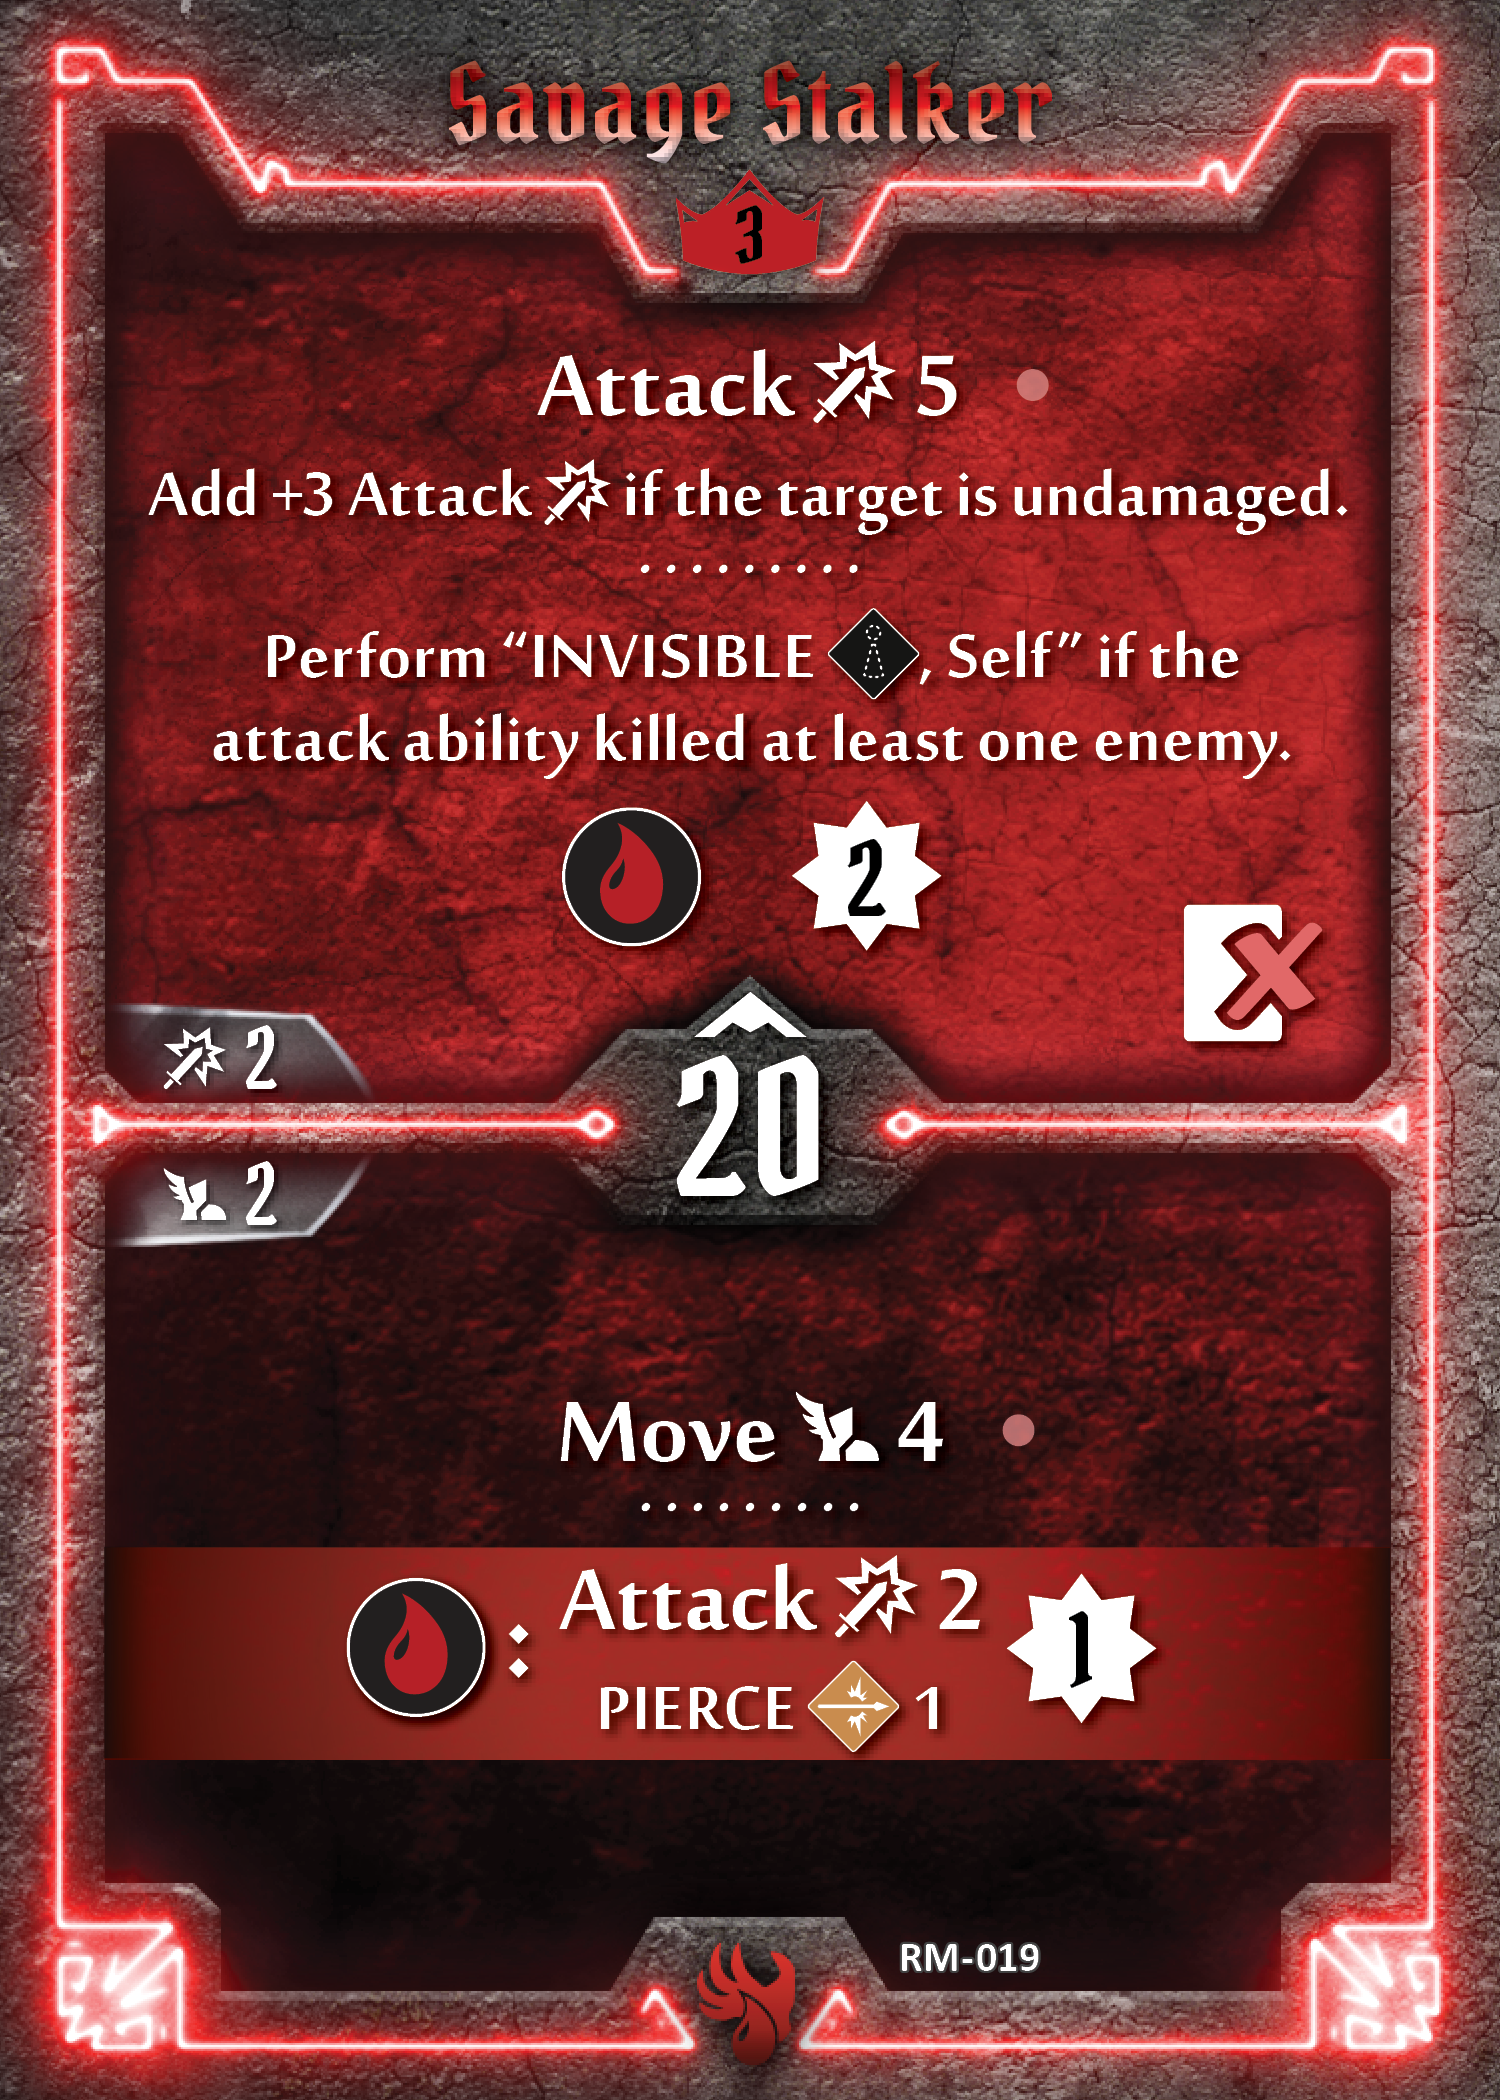 Savage Stalker
3
Attack 5
Add +3 Attack if the target is undamaged.
Perform “INVISIBLE , Self” if the
attack ability killed at least one enemy.
2
2
20
2
Move 4
: Attack 2
1
PIERCE 1
RM-019